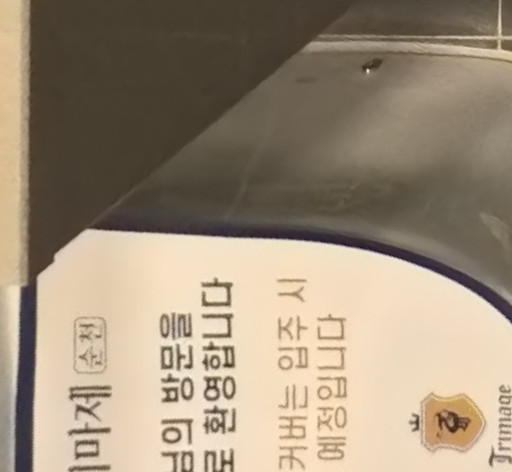 마제 순천
님의 방문을
로 환영합니다
커버는 입주 시
예정입니다
Trimage